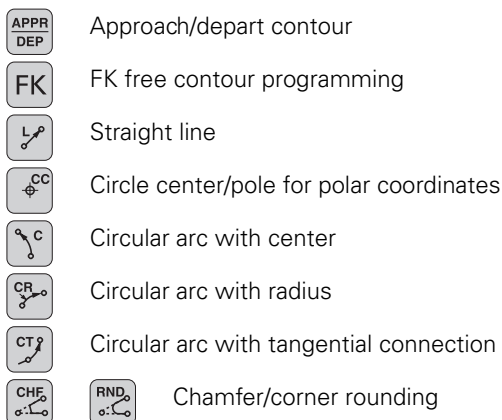 APPR
DEP Approach/depart contour
FK FK free contour programming
L Straight line
CC Circle center/pole for polar coordinates
C Circular arc with center
CR Circular arc with radius
CT Circular arc with tangential connection
CHF RND Chamfer/corner rounding